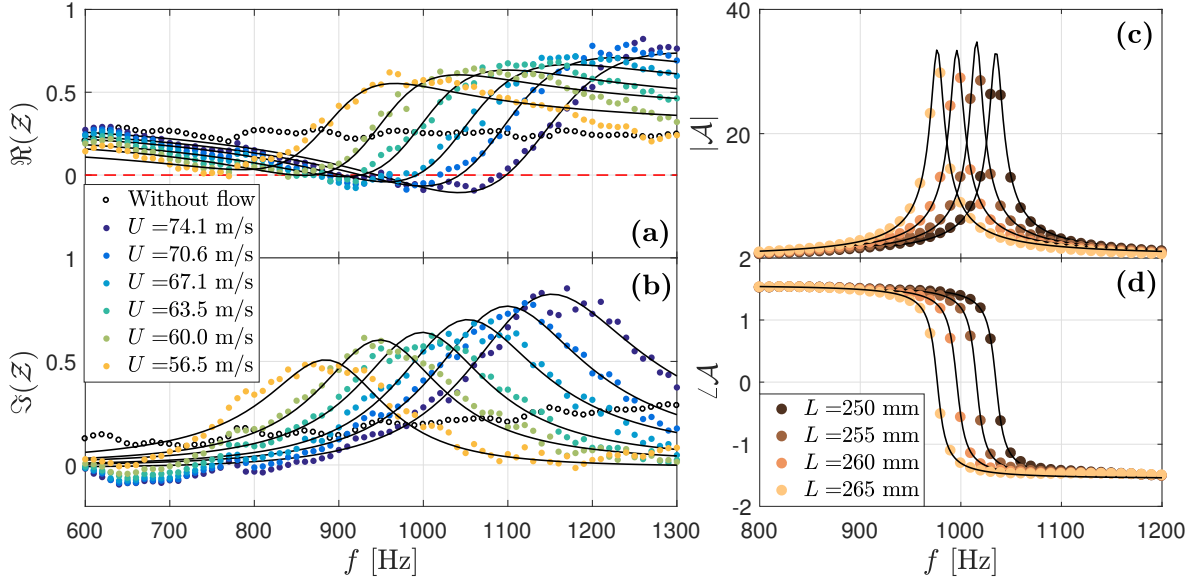 1
0.5
0
ℜ(𝒵)
Without flow
U =74.1 m/s
U =70.6 m/s
U =67.1 m/s
U =63.5 m/s
U =60.0 m/s
U =56.5 m/s
(a)
1
0.5
0
ℑ(𝒵)
(b)
600 700 800 900 1000 1100 1200 1300
f [Hz]
40
20
|𝒜|
(c)
2
1
0
-1
-2
∠𝒜
(d)
L =250 mm
L =255 mm
L =260 mm
L =265 mm
800 900 1000 1100 1200
f [Hz]